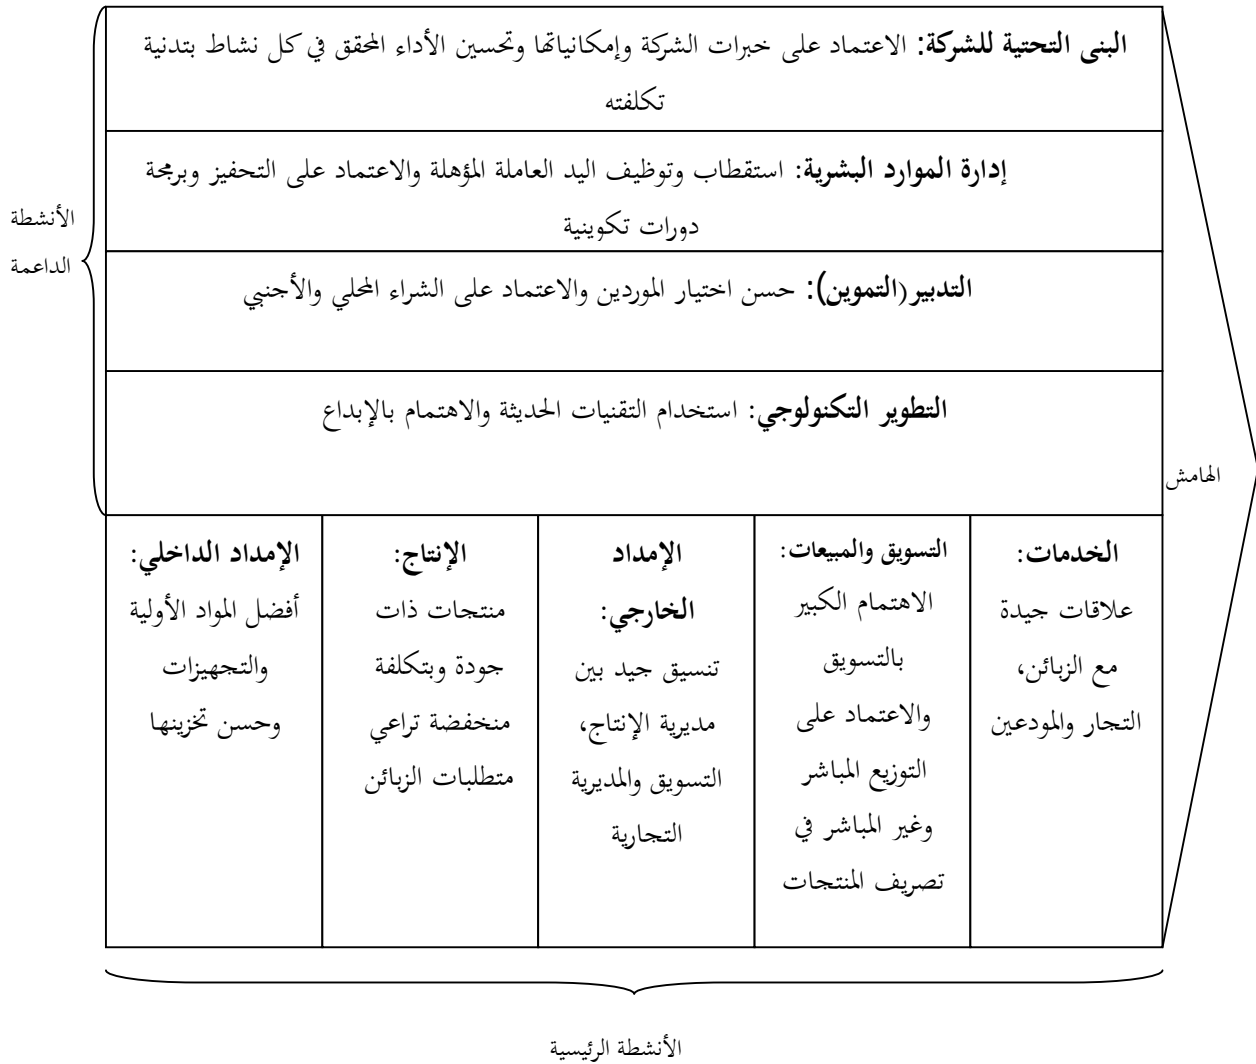 البنى التحتية للشركة: الاعتماد على خبرات الشركة وإمكانياتها وتحسين الأداء المحقق في كل نشاط بتدنية
تكلفته
إدارة الموارد البشرية: استقطاب وتوظيف اليد العاملة المؤهلة والاعتماد على التحفيز وبرمجة
دورات تكوينية
التدبير(التموين): حسن اختيار الموردين والاعتماد على الشراء المحلي والأجنبي
التطوير التكنولوجي: استخدام التقنيات الحديثة والاهتمام بالإبداع
الأنشطة
الداعمة
الهامش
الخدمات:
علاقات جيدة
مع الزبائن،
التجار والمودعين
التسويق والمبيعات:
الاهتمام الكبير
بالتسويق
والاعتماد على
التوزيع المباشر
وغير المباشر في
تصريف المنتجات
الإمداد
الخارجي:
تنسيق جيد بين
مديرية الإنتاج،
التسويق والمديرية
التجارية
الإنتاج:
منتجات ذات
جودة وبتكلفة
منخفضة تراعي
متطلبات الزبائن
الإمداد الداخلي:
أفضل المواد الأولية
والتجهيزات
وحسن تخزينها
الأنشطة الرئيسية